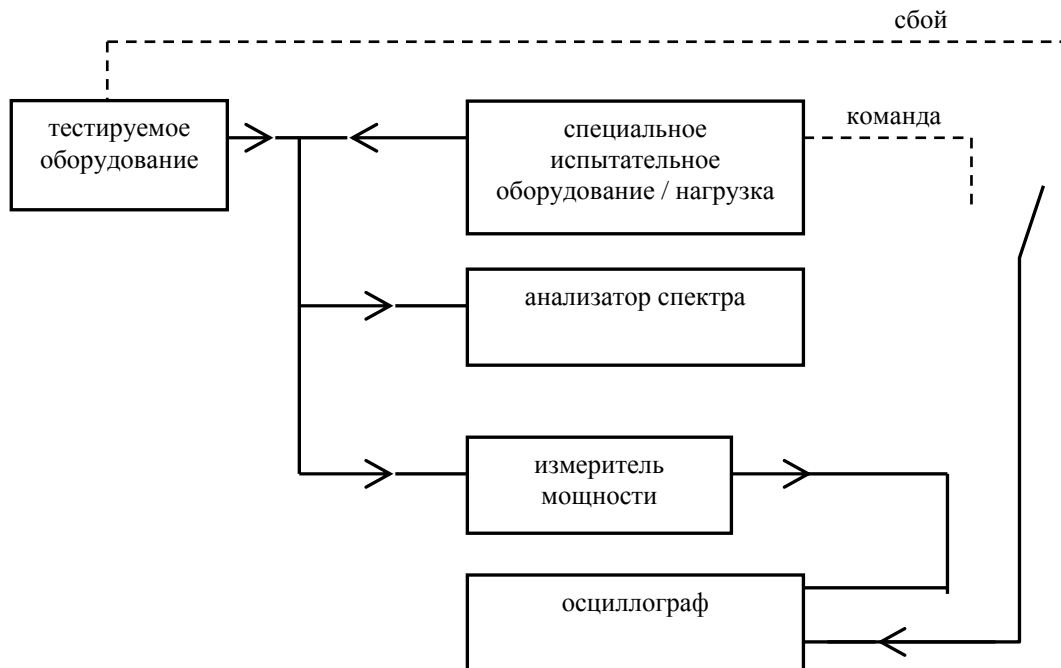 сбой
тестируемое
оборудование
специальное
испытательное
оборудование / нагрузка
команда
анализатор спектра
измеритель
мощности
осциллограф